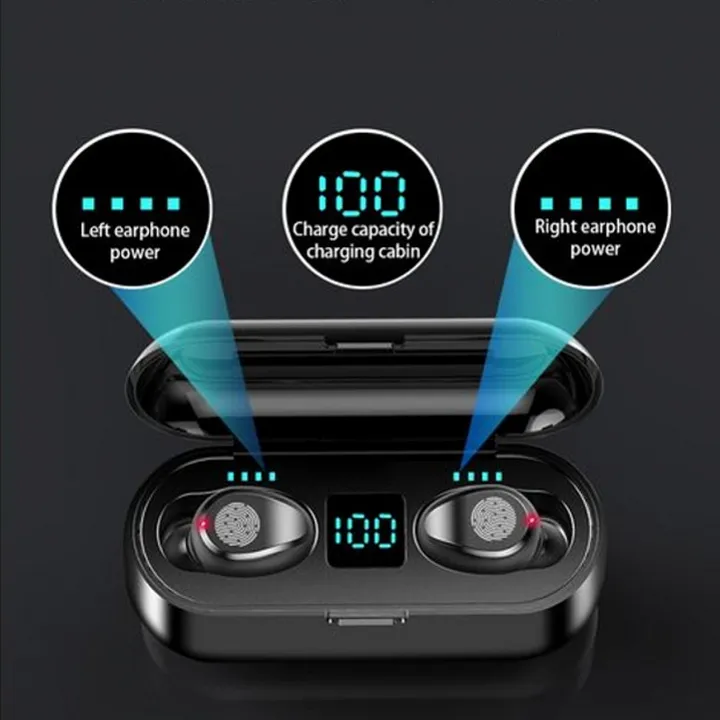 Left earphone
power
100
Charge capacity of
charging cabin
Right earphone
power
100